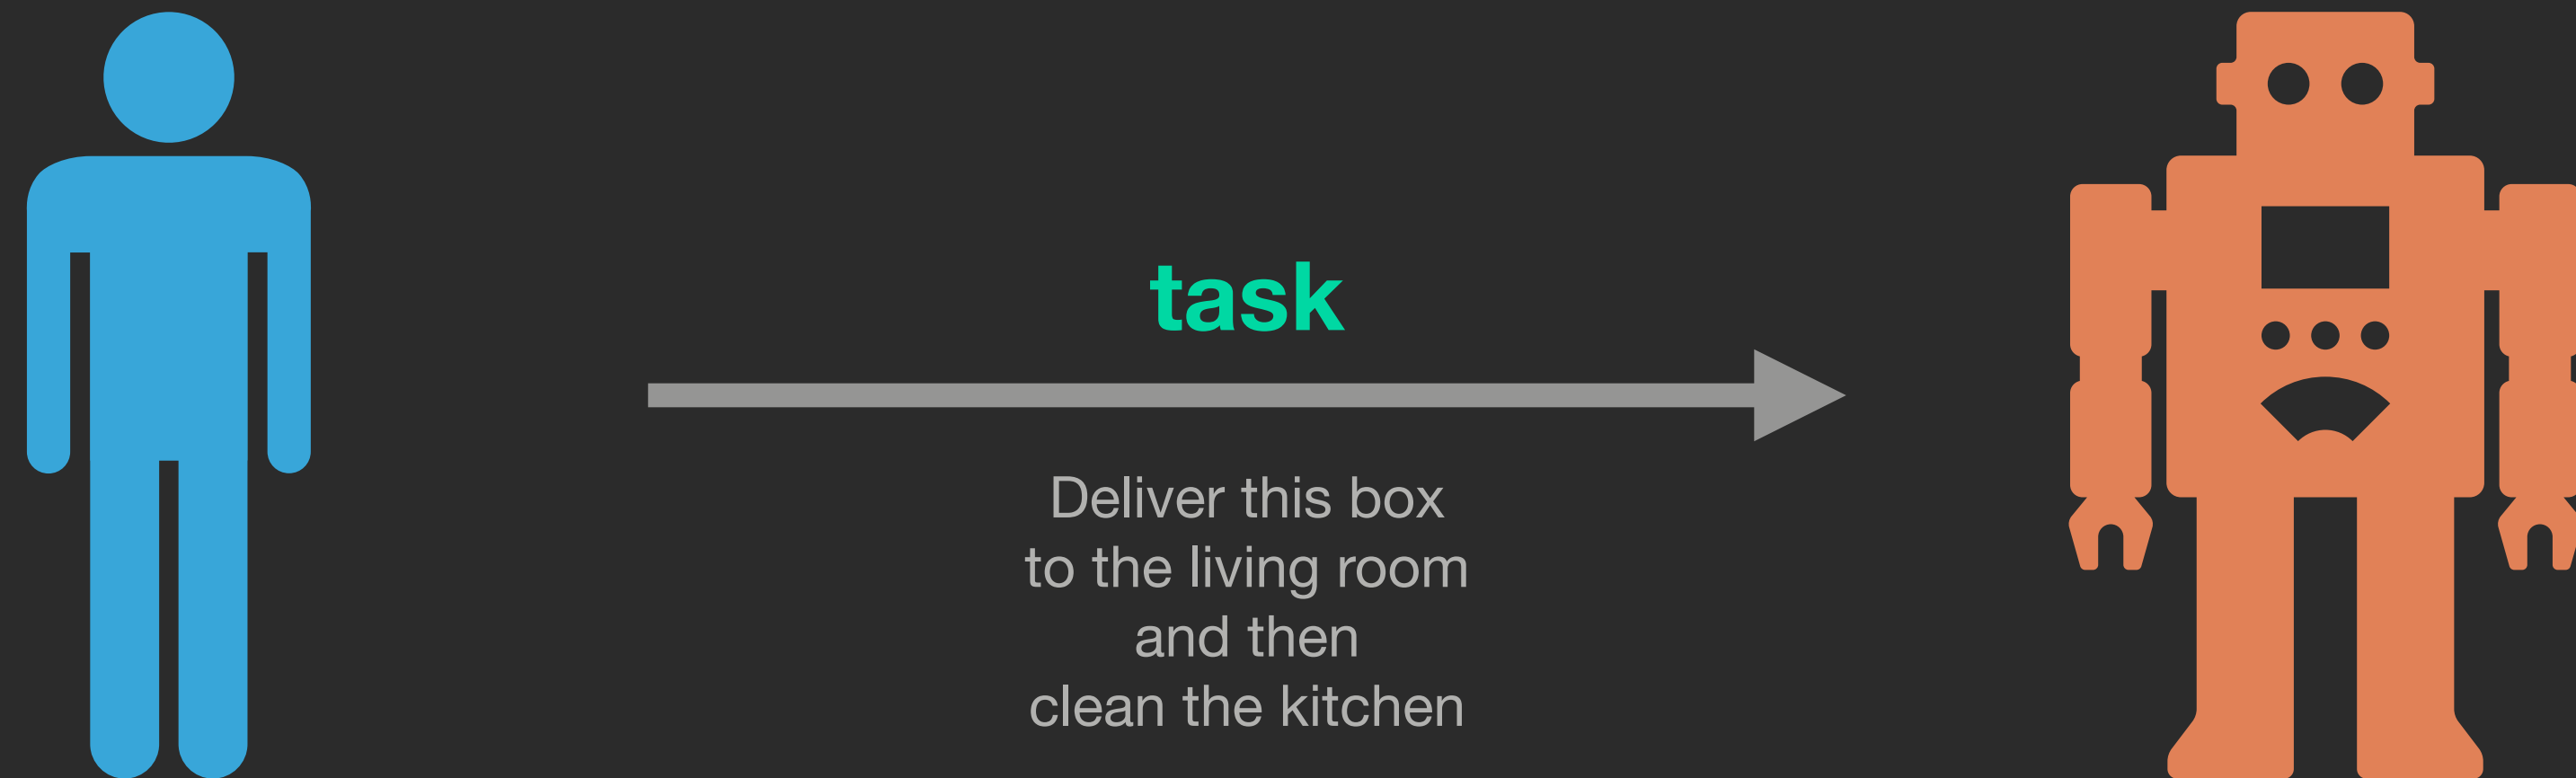 task
Deliver this box
to the living room
and then
clean the kitchen